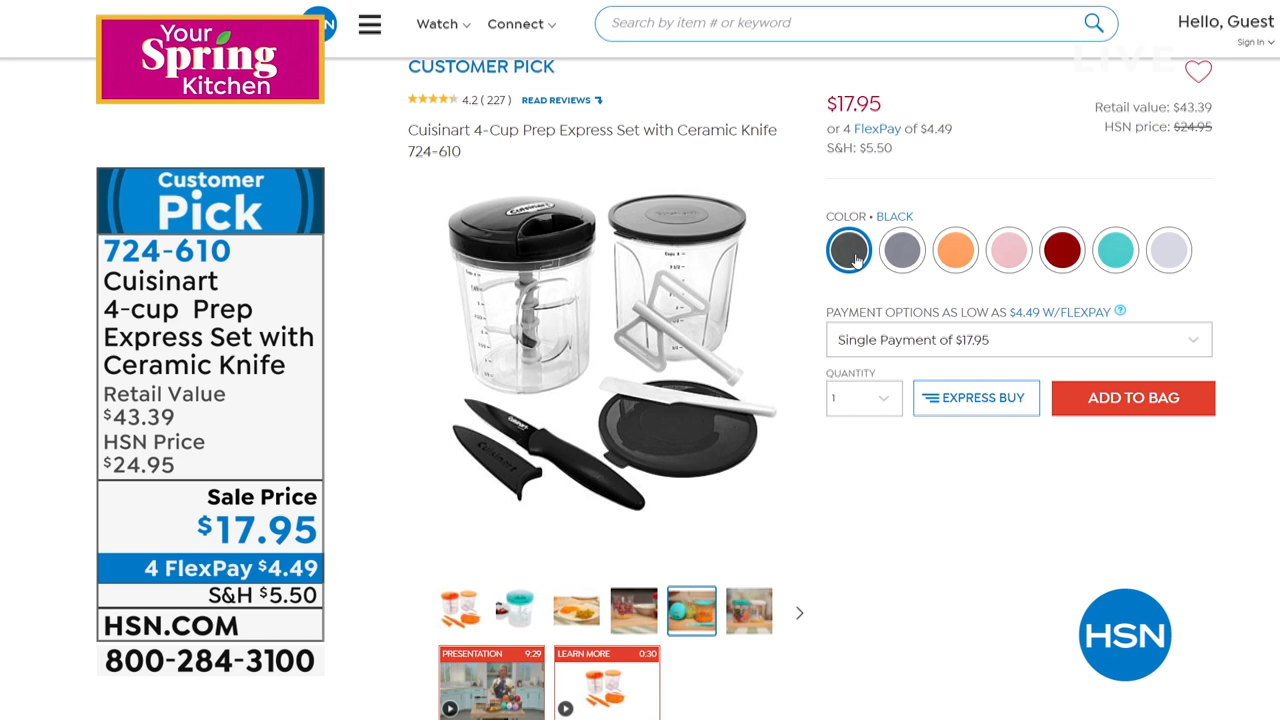 Your
Spring
Kitchen
Watch
Connect
Search by item # or keyword
Hello, Guest
Sign In
LIVE
CUSTOMER PICK
4.2 ( 227 )
READ REVIEWS
Cuisinart 4-Cup Prep Express Set with Ceramic Knife
724-610
$17.95
or 4 FlexPay of $4.49
S&H: $5.50
Retail value: $43.39
HSN price: $24.95
COLOR • BLACK
PAYMENT OPTIONS AS LOW AS $4.49 W/FLEXPAY ?
Single Payment of $17.95
QUANTITY
1
EXPRESS BUY
ADD TO BAG
Customer
Pick
724-610
Cuisinart
4-cup Prep
Express Set with
Ceramic Knife
Retail Value
$43.39
HSN Price
$24.95
Sale Price
$17.95
4 FlexPay $4.49
S&H $5.50
HSN.COM
800-284-3100
Cuisinart
Cuisinart
Cuisinart
PRESENTATION 9:29
LEARN MORE 0:30
HSN